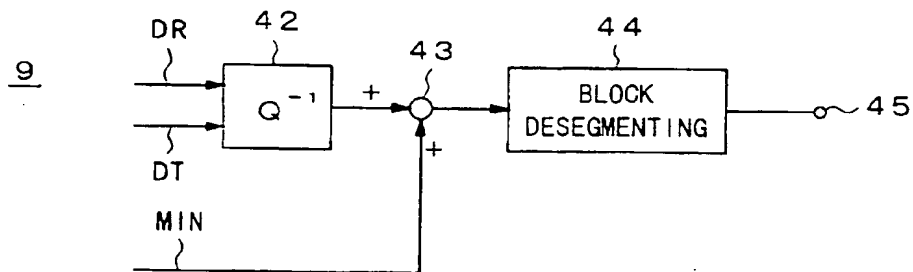 9
DR
42
Q⁻¹
DT
+
43
+
44
BLOCK
DESEGMENTING
45
MIN